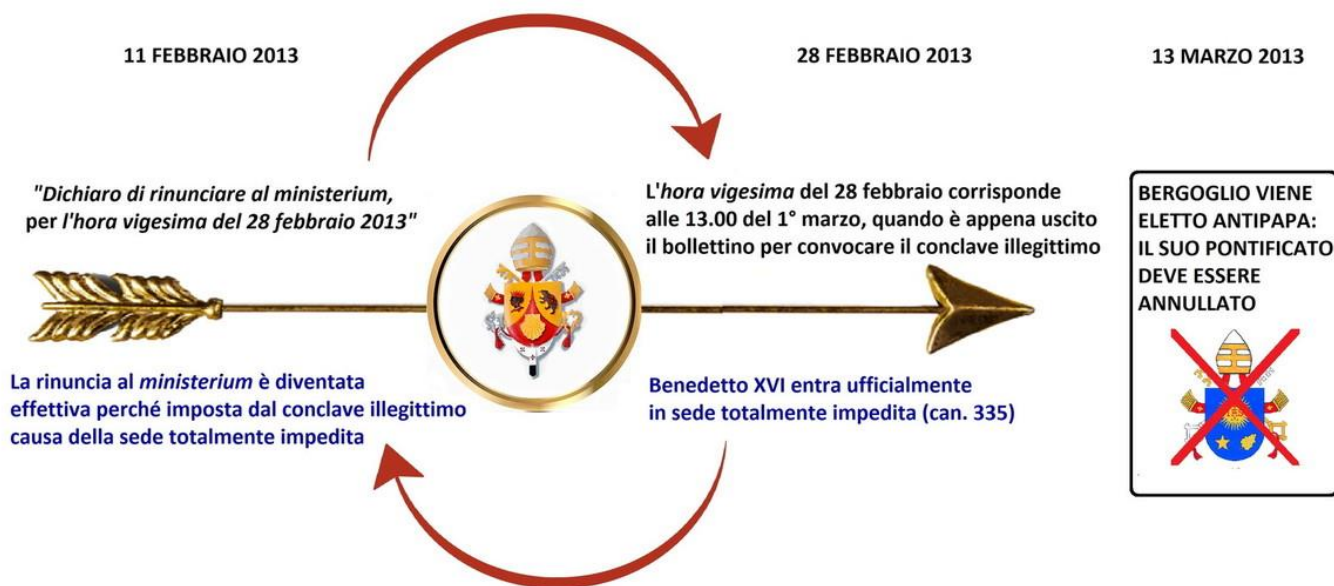 11 FEBBRAIO 2013
28 FEBBRAIO 2013
13 MARZO 2013
"Dichiaro di rinunciare al ministerium,
per l'hora vigesima del 28 febbraio 2013"
L'hora vigesima del 28 febbraio corrisponde
alle 13.00 del 1° marzo, quando è appena uscito
il bollettino per convocare il conclave illegittimo
BERGOGLIO VIENE
ELETTO ANTIPAPA:
IL SUO PONTIFICATO
DEVE ESSERE
ANNULLATO
La rinuncia al ministerium è diventata
effettiva perché imposta dal conclave illegittimo
causa della sede totalmente impedita
Benedetto XVI entra ufficialmente
in sede totalmente impedita (can. 335)